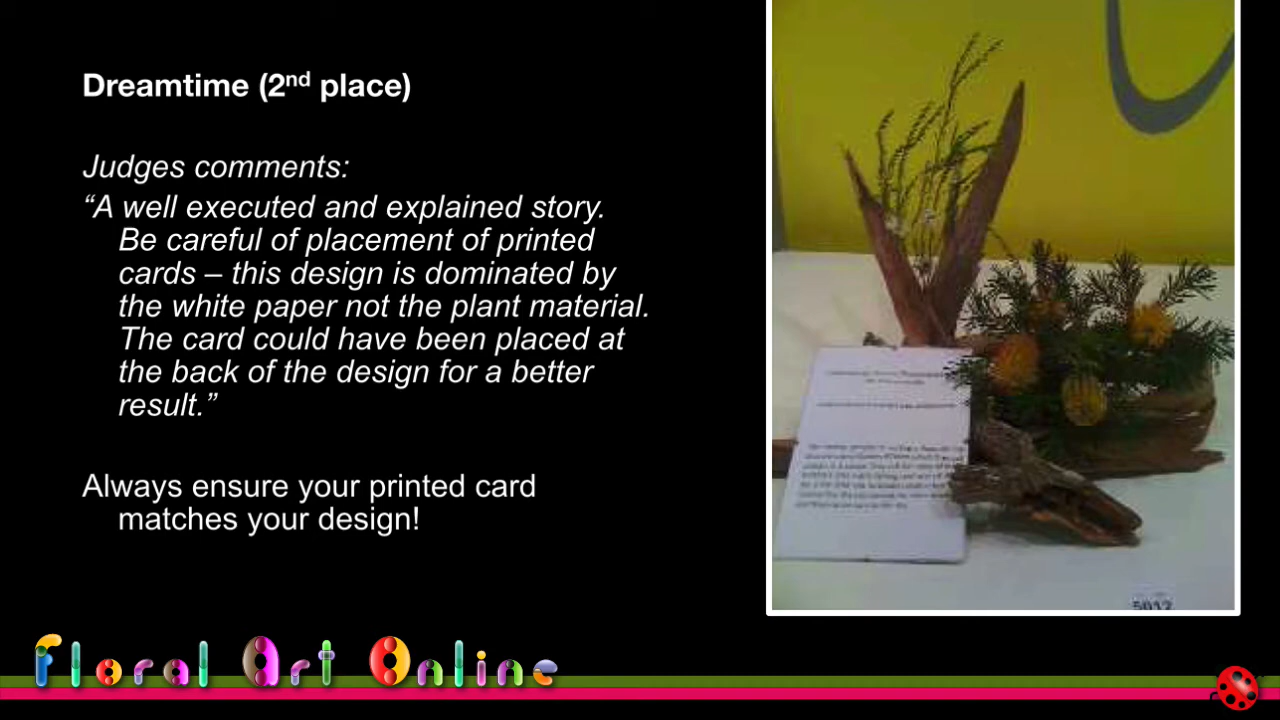 Dreamtime (2nd place)
Judges comments:
“A well executed and explained story.
Be careful of placement of printed
cards – this design is dominated by
the white paper not the plant material.
The card could have been placed at
the back of the design for a better
result.”
Always ensure your printed card
matches your design!
Floral Art Online